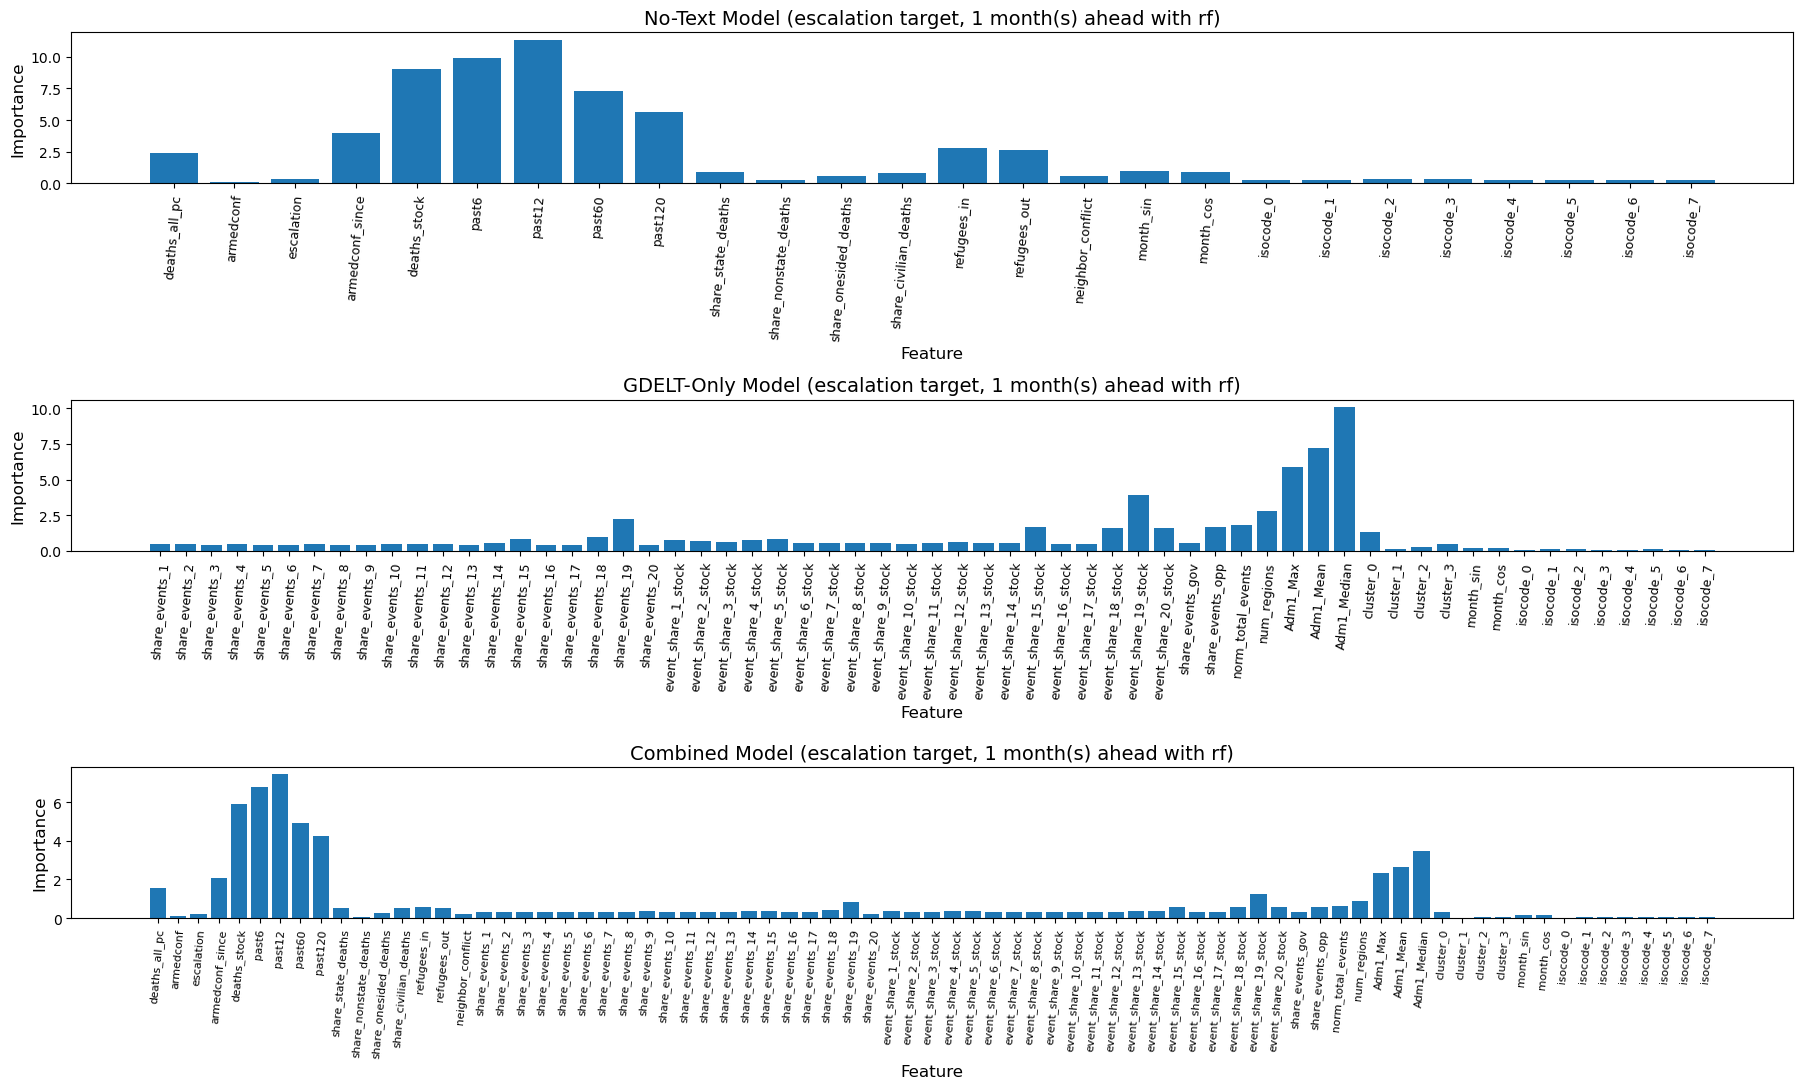 No-Text Model (escalation target, 1 month(s) ahead with rf)
Importance
10.0
7.5
5.0
2.5
0.0
deaths_all_pc
armedconf
escalation
armedconf_since
deaths_stock
past6
past12
past60
past120
share_state_deaths
share_nonstate_deaths
share_onesided_deaths
share_civilian_deaths
refugees_in
refugees_out
neighbor_conflict
month_sin
month_cos
isocode_0
isocode_1
isocode_2
isocode_3
isocode_4
isocode_5
isocode_6
isocode_7
Feature
GDELT-Only Model (escalation target, 1 month(s) ahead with rf)
Importance
10.0
7.5
5.0
2.5
0.0
share_events_1
share_events_2
share_events_3
share_events_4
share_events_5
share_events_6
share_events_7
share_events_8
share_events_9
share_events_10
share_events_11
share_events_12
share_events_13
share_events_14
share_events_15
share_events_16
share_events_17
share_events_18
share_events_19
share_events_20
event_share_1_stock
event_share_2_stock
event_share_3_stock
event_share_4_stock
event_share_5_stock
event_share_6_stock
event_share_7_stock
event_share_8_stock
event_share_9_stock
event_share_10_stock
event_share_11_stock
event_share_12_stock
event_share_13_stock
event_share_14_stock
event_share_15_stock
event_share_16_stock
event_share_17_stock
event_share_18_stock
event_share_19_stock
event_share_20_stock
share_events_gov
share_events_opp
norm_total_events
num_regions
Adm1_Max
Adm1_Mean
Adm1_Median
cluster_0
cluster_1
cluster_2
cluster_3
month_sin
month_cos
isocode_0
isocode_1
isocode_2
isocode_3
isocode_4
isocode_5
isocode_6
isocode_7
Feature
Combined Model (escalation target, 1 month(s) ahead with rf)
Importance
6
4
2
0
deaths_all_pc
armedconf
escalation
armedconf_since
deaths_stock
past6
past12
past60
past120
share_state_deaths
share_nonstate_deaths
share_onesided_deaths
share_civilian_deaths
refugees_in
refugees_out
neighbor_conflict
share_events_1
share_events_2
share_events_3
share_events_4
share_events_5
share_events_6
share_events_7
share_events_8
share_events_9
share_events_10
share_events_11
share_events_12
share_events_13
share_events_14
share_events_15
share_events_16
share_events_17
share_events_18
share_events_19
share_events_20
event_share_1_stock
event_share_2_stock
event_share_3_stock
event_share_4_stock
event_share_5_stock
event_share_6_stock
event_share_7_stock
event_share_8_stock
event_share_9_stock
event_share_10_stock
event_share_11_stock
event_share_12_stock
event_share_13_stock
event_share_14_stock
event_share_15_stock
event_share_16_stock
event_share_17_stock
event_share_18_stock
event_share_19_stock
event_share_20_stock
share_events_gov
share_events_opp
norm_total_events
num_regions
Adm1_Max
Adm1_Mean
Adm1_Median
cluster_0
cluster_1
cluster_2
cluster_3
month_sin
month_cos
isocode_0
isocode_1
isocode_2
isocode_3
isocode_4
isocode_5
isocode_6
isocode_7
Feature